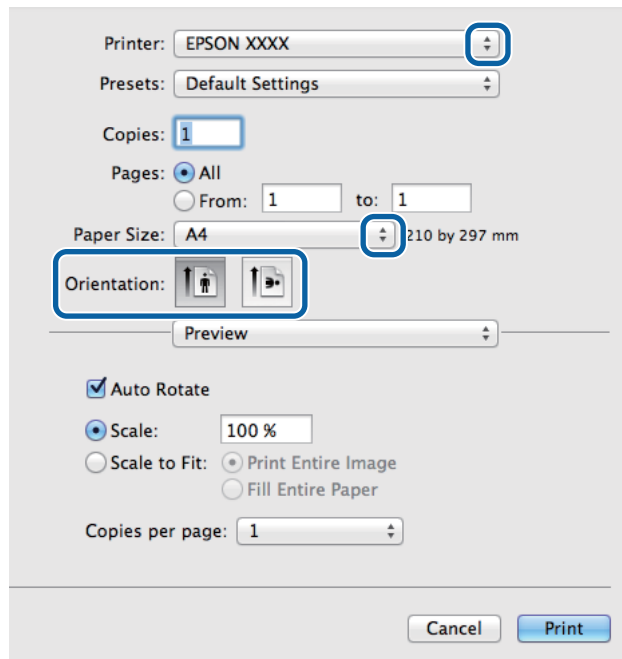 Printer: EPSON XXXX
Presets: Default Settings
Copies: 1
Pages: All
From: 1 to: 1
Paper Size: A4 210 by 297 mm
Orientation:
Preview
Auto Rotate
Scale: 100 %
Scale to Fit: Print Entire Image
Fill Entire Paper
Copies per page: 1
Cancel Print